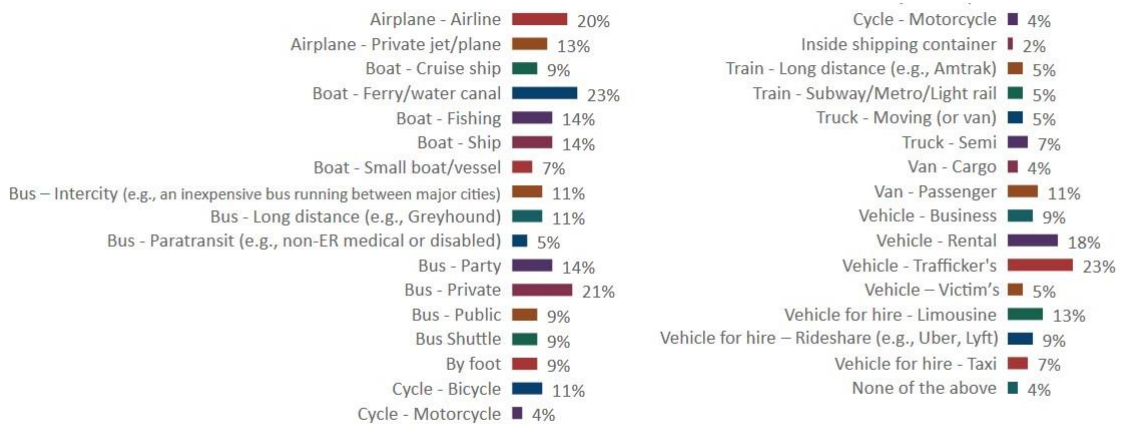 Airplane - Airline 20%
Airplane - Private jet/plane 13%
Boat - Cruise ship 9%
Boat - Ferry/water canal 23%
Boat - Fishing 14%
Boat - Ship 14%
Boat - Small boat/vessel 7%
Bus – Intercity (e.g., an inexpensive bus running between major cities) 11%
Bus - Long distance (e.g., Greyhound) 11%
Bus - Paratransit (e.g., non-ER medical or disabled) 5%
Bus - Party 14%
Bus - Private 21%
Bus - Public 9%
Bus Shuttle 9%
By foot 9%
Cycle - Bicycle 11%
Cycle - Motorcycle 4%
Cycle - Motorcycle 4%
Inside shipping container 2%
Train - Long distance (e.g., Amtrak) 5%
Train - Subway/Metro/Light rail 5%
Truck - Moving (or van) 5%
Truck - Semi 7%
Van - Cargo 4%
Van - Passenger 11%
Vehicle - Business 9%
Vehicle - Rental 18%
Vehicle - Trafficker's 23%
Vehicle – Victim’s 5%
Vehicle for hire - Limousine 13%
Vehicle for hire – Rideshare (e.g., Uber, Lyft) 9%
Vehicle for hire - Taxi 7%
None of the above 4%